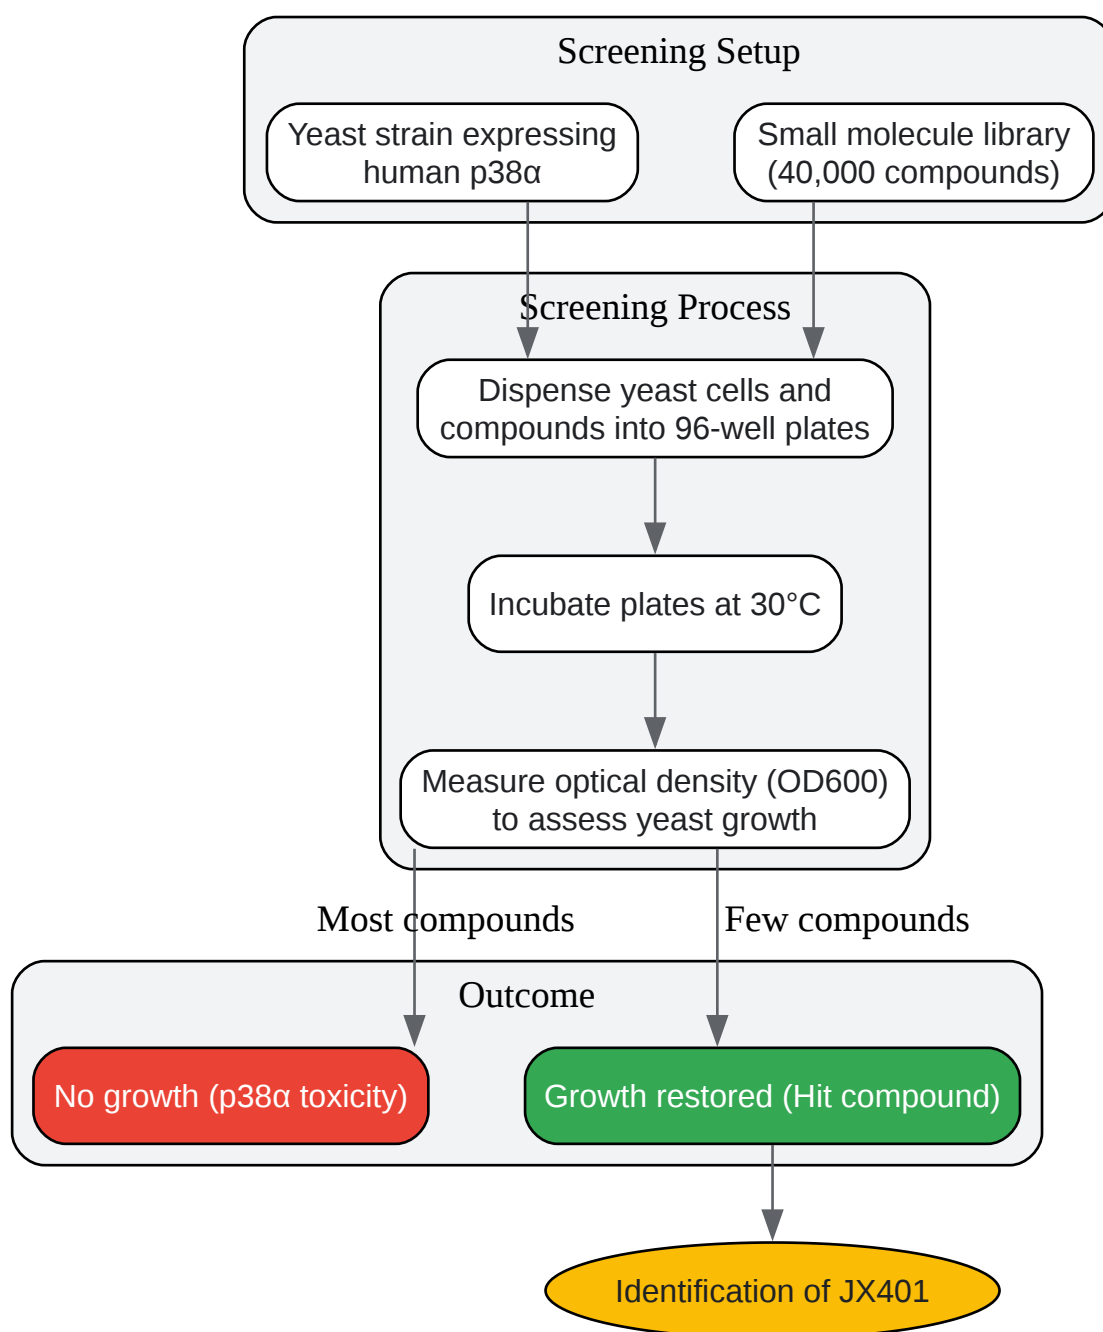 Screening Setup
Yeast strain expressing
human p38α
Small molecule library
(40,000 compounds)
Screening Process
Dispense yeast cells and
compounds into 96-well plates
Incubate plates at 30°C
Measure optical density (OD600)
to assess yeast growth
Most compounds
Few compounds
Outcome
No growth (p38α toxicity)
Growth restored (Hit compound)
Identification of JX401